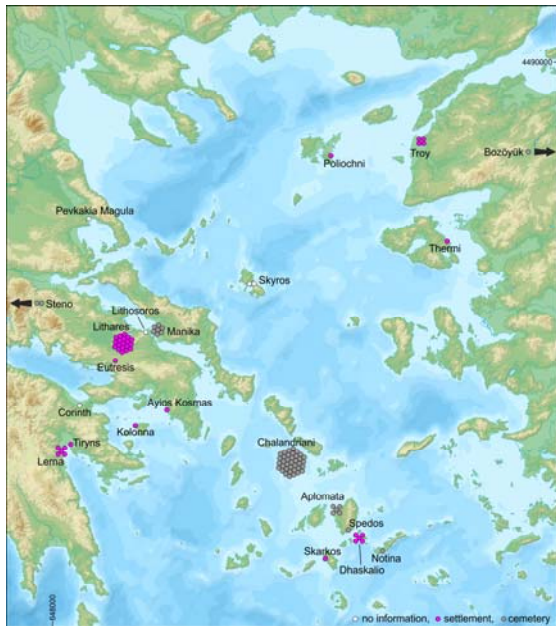 4490000
Troy
Bozöyük
Poliochni
Pevkakia Magula
Thermi
Skyros
Steno
Lithosoros
Lithares
Manika
Eutresis
Corinth
Ayios Kosmas
Kolonna
Tiryns
Lerna
Chalandriani
Aplomata
Spedos
Skarkos
Notina
Dhaskalio
648000
no information, settlement, cemetery